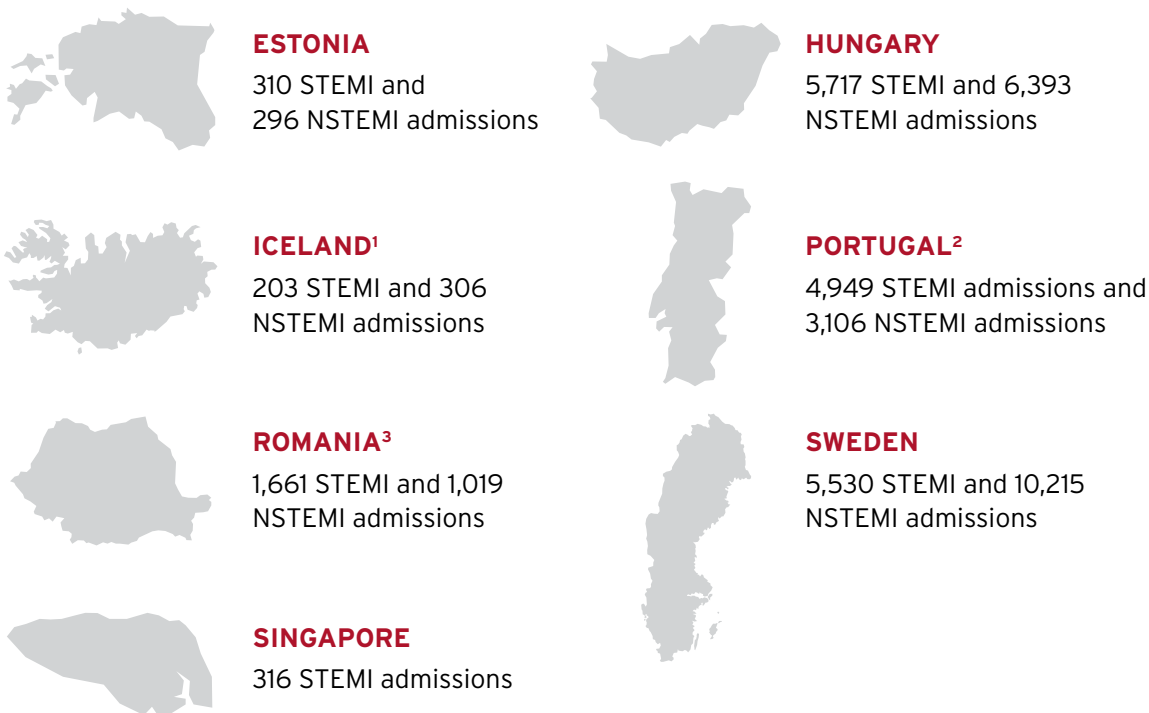 ESTONIA
310 STEMI and
296 NSTEMI admissions
HUNGARY
5,717 STEMI and 6,393
NSTEMI admissions
ICELAND¹
203 STEMI and 306
NSTEMI admissions
PORTUGAL²
4,949 STEMI admissions and
3,106 NSTEMI admissions
ROMANIA³
1,661 STEMI and 1,019
NSTEMI admissions
SWEDEN
5,530 STEMI and 10,215
NSTEMI admissions
SINGAPORE
316 STEMI admissions